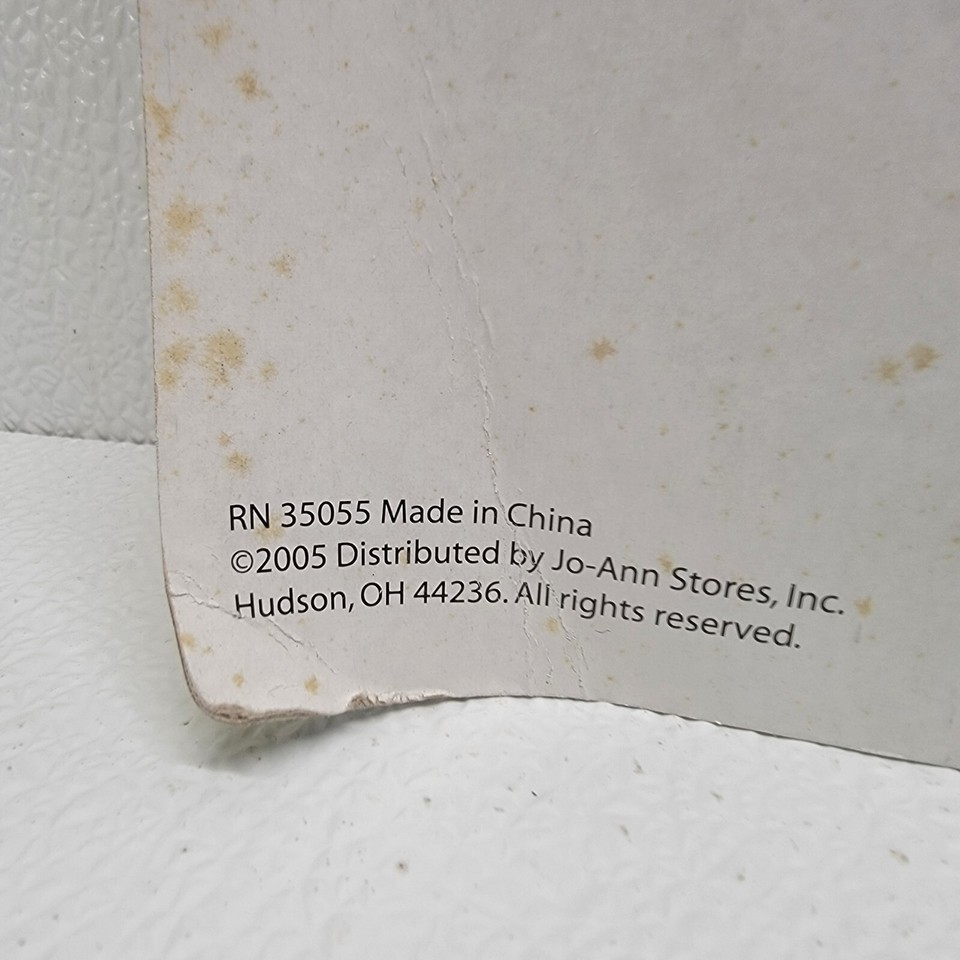 RN 35055 Made in China
©2005 Distributed by Jo-Ann Stores, Inc.
Hudson, OH 44236. All rights reserved.